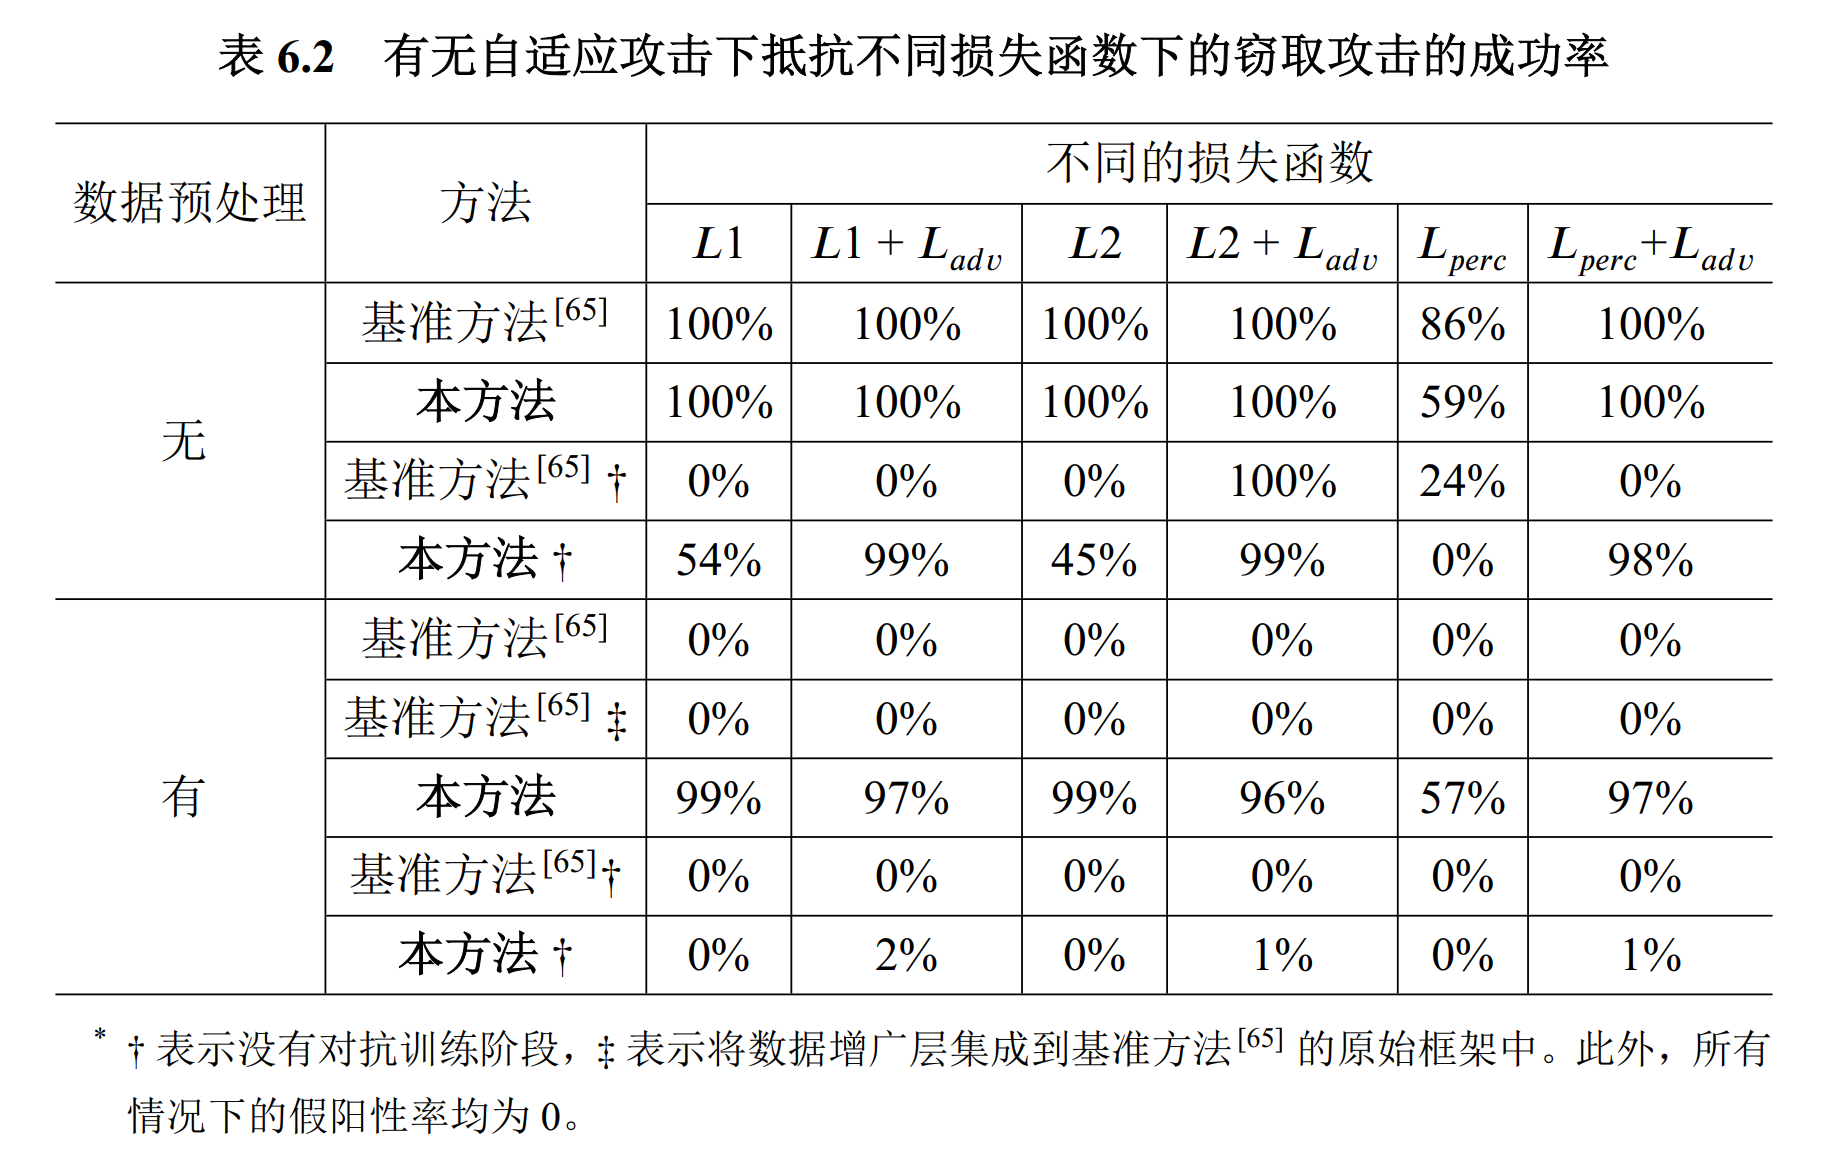 表 6.2 有无自适应攻击下抵抗不同损失函数下的窃取攻击的成功率
数据预处理 方法 不同的损失函数
L1 L1 + L_adv L2 L2 + L_adv L_perc L_perc+L_adv
无 基准方法[65] 100% 100% 100% 100% 86% 100%
本方法 100% 100% 100% 100% 59% 100%
基准方法[65] † 0% 0% 0% 100% 24% 0%
本方法 † 54% 99% 45% 99% 0% 98%
有 基准方法[65] 0% 0% 0% 0% 0% 0%
基准方法[65] ‡ 0% 0% 0% 0% 0% 0%
本方法 99% 97% 99% 96% 57% 97%
基准方法[65]† 0% 0% 0% 0% 0% 0%
本方法 † 0% 2% 0% 1% 0% 1%
* † 表示没有对抗训练阶段，‡ 表示将数据增广层集成到基准方法[65] 的原始框架中。此外，所有
情况下的假阳性率均为 0。